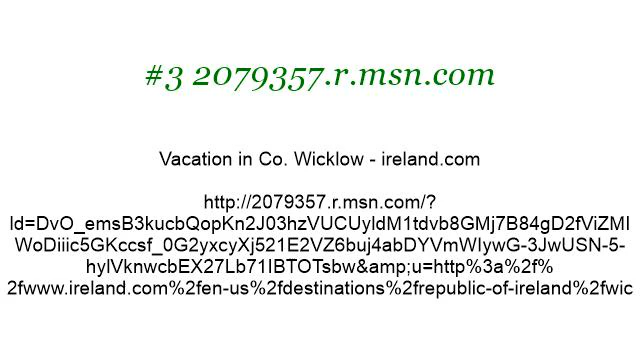 #3 2079357.r.msn.com
Vacation in Co. Wicklow - ireland.com
http://2079357.r.msn.com/?
ld=DvO_emsB3kucbQopKn2J03hzVUCUyldM1tdvb8GMj7B84gD2fViZMI
WoDiiic5GKccsf_0G2yxcyXj521E2VZ6buj4abDYVmWIywG-3JwUSN-5-
hylVknwcbEX27Lb71IBTOTsbw&amp;u=http%3a%2f%
2fwww.ireland.com%2fen-us%2fdestinations%2frepublic-of-ireland%2fwic